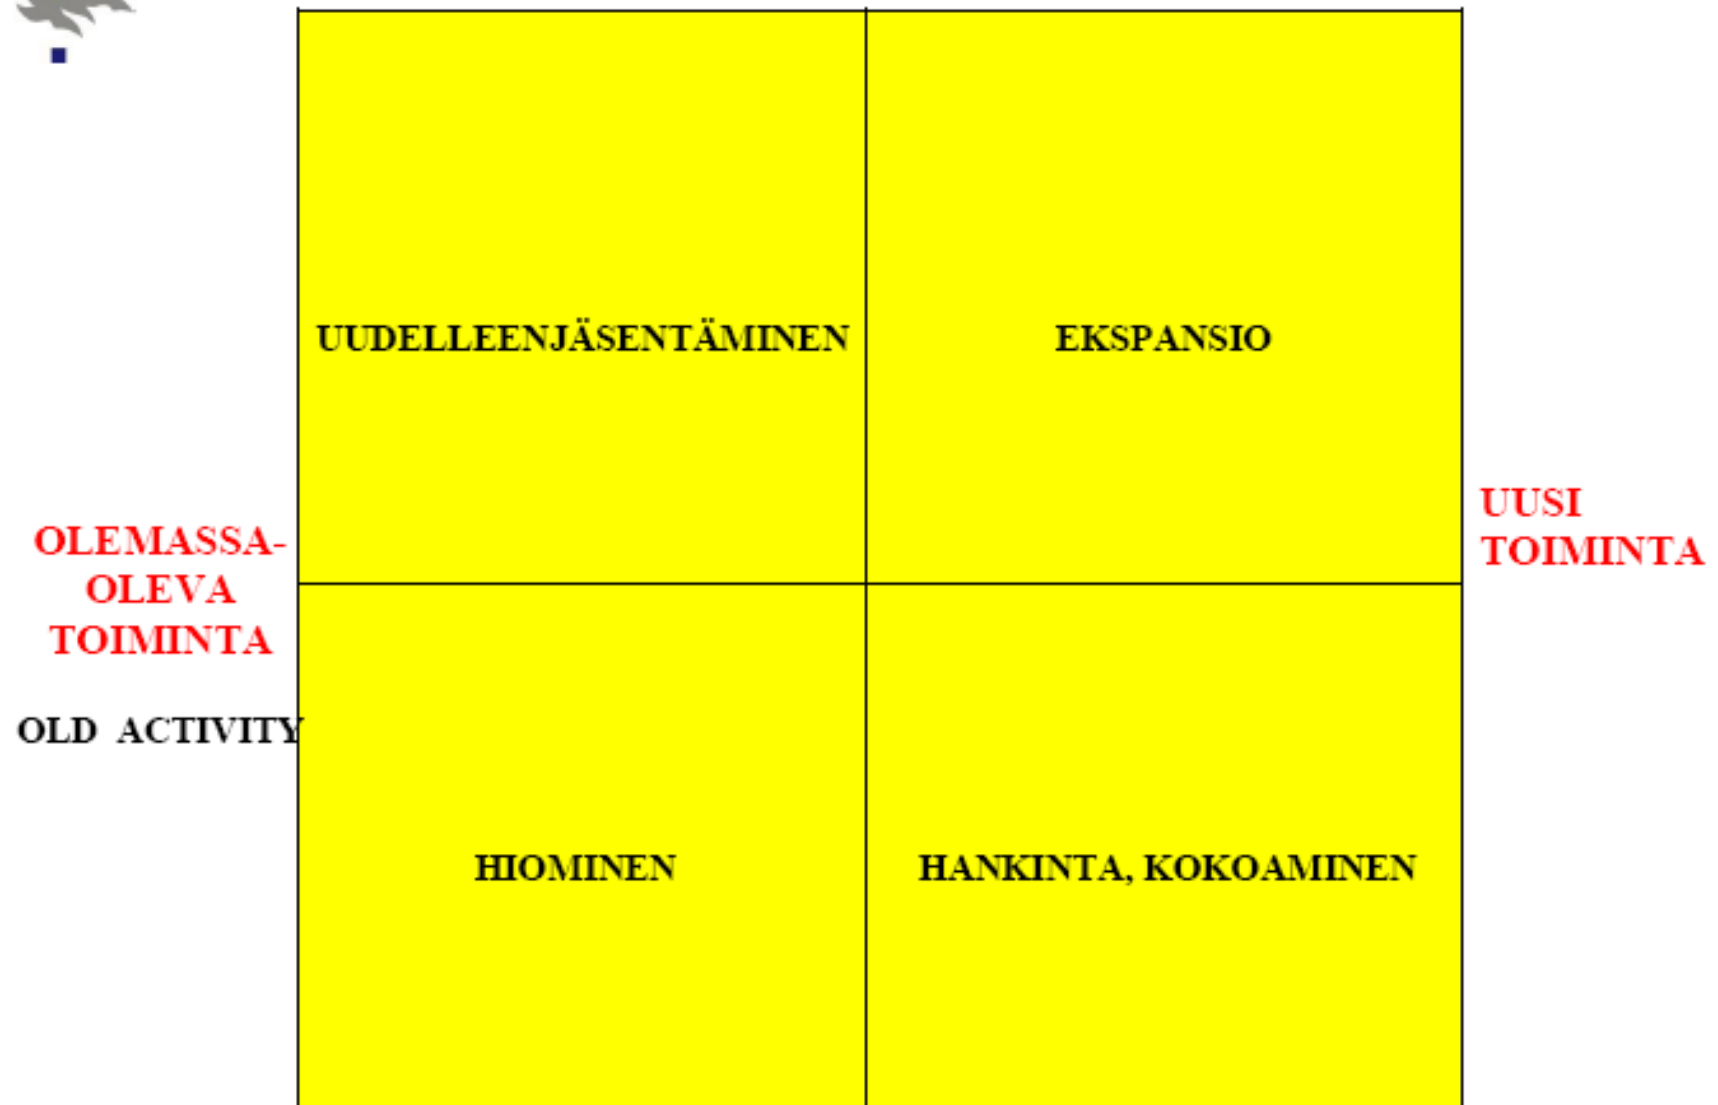 UUDELLEENJÄSENTÄMINEN
EKSPANSIO
OLEMASSA-
OLEVA
TOIMINTA
UUSI
TOIMINTA
OLD ACTIVITY
HIOMINEN
HANKINTA, KOKOAMINEN